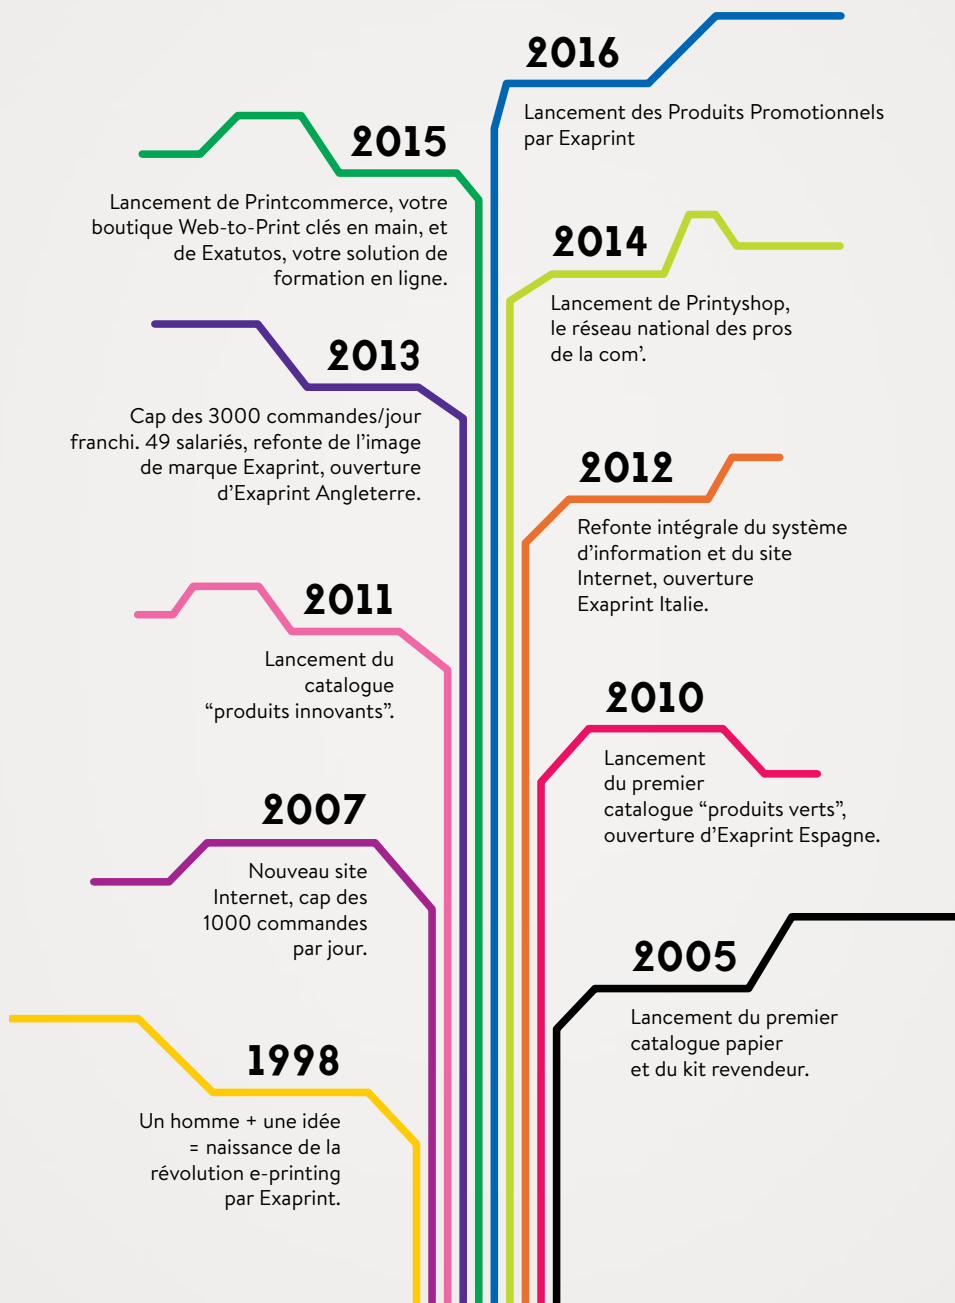 2016
Lancement des Produits Promotionnels
par Exaprint
2015
Lancement de Printcommerce, votre
boutique Web-to-Print clés en main, et
de Exatutos, votre solution de
formation en ligne.
2014
Lancement de Printyshop,
le réseau national des pros
de la com’.
2013
Cap des 3000 commandes/jour
franchi. 49 salariés, refonte de l’image
de marque Exaprint, ouverture
d’Exaprint Angleterre.
2012
Refonte intégrale du système
d’information et du site
Internet, ouverture
Exaprint Italie.
2011
Lancement du
catalogue
“produits innovants”.
2010
Lancement
du premier
catalogue “produits verts”,
ouverture d’Exaprint Espagne.
2007
Nouveau site
Internet, cap des
1000 commandes
par jour.
2005
Lancement du premier
catalogue papier
et du kit revendeur.
1998
Un homme + une idée
= naissance de la
révolution e-printing
par Exaprint.